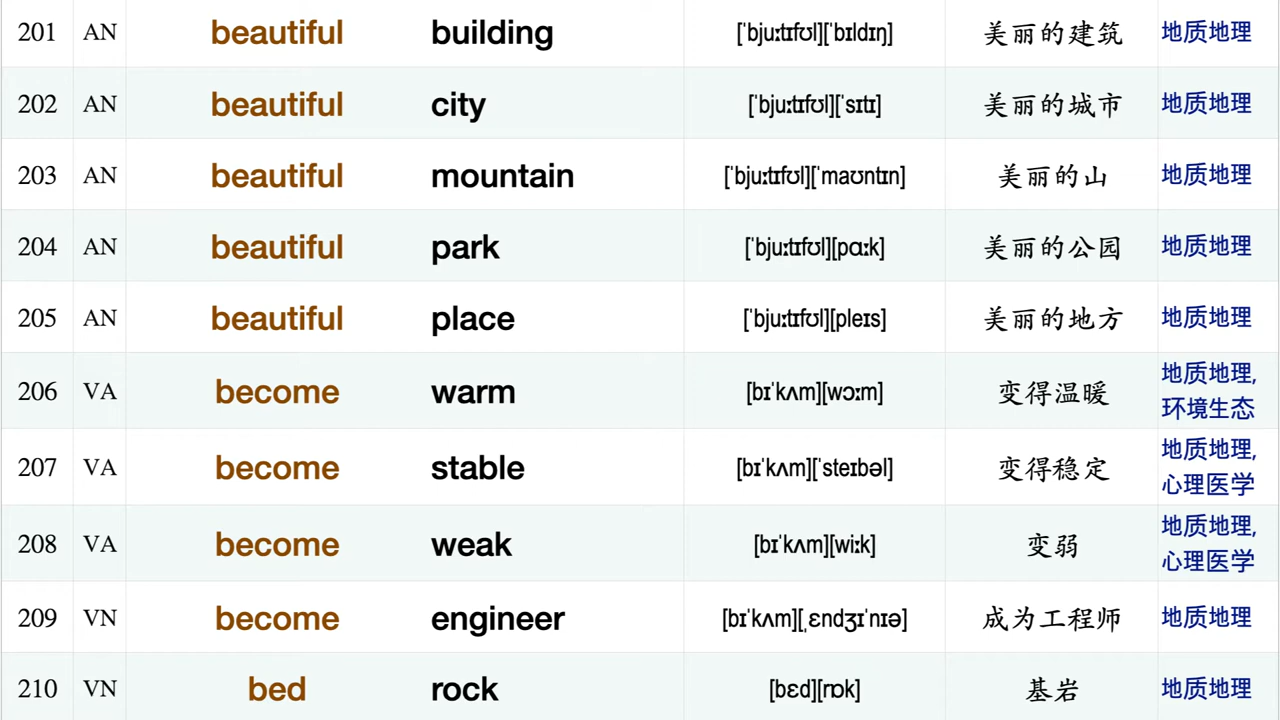 201 AN beautiful building [ˈbjuːtɪfʊl][ˈbɪldɪŋ] 美丽的建筑 地质地理
202 AN beautiful city [ˈbjuːtɪfʊl][ˈsɪtɪ] 美丽的城市 地质地理
203 AN beautiful mountain [ˈbjuːtɪfʊl][ˈmaʊntɪn] 美丽的山 地质地理
204 AN beautiful park [ˈbjuːtɪfʊl][pɑːk] 美丽的公园 地质地理
205 AN beautiful place [ˈbjuːtɪfʊl][pleɪs] 美丽的地方 地质地理
206 VA become warm [bɪˈkʌm][wɔːm] 变得温暖 地质地理,
环境生态
207 VA become stable [bɪˈkʌm][ˈsteɪbəl] 变得稳定 地质地理,
心理医学
208 VA become weak [bɪˈkʌm][wiːk] 变弱 地质地理,
心理医学
209 VN become engineer [bɪˈkʌm][ˌɛndʒɪˈnɪə] 成为工程师 地质地理
210 VN bed rock [bɛd][rɒk] 基岩 地质地理